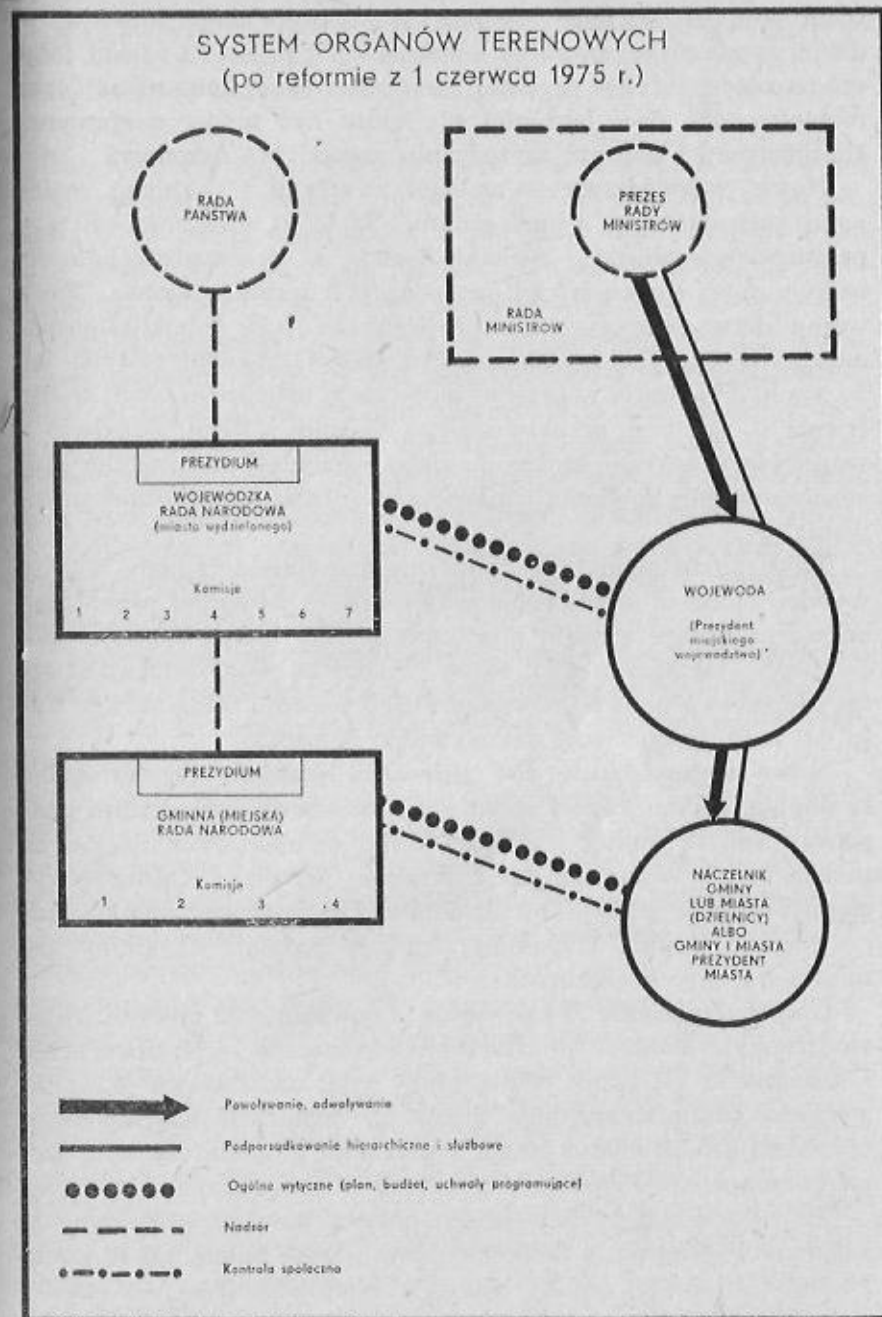 SYSTEM ORGANÓW TERENOWYCH
(po reformie z 1 czerwca 1975 r.)
RADA
PAŃSTWA
PREZES
RADY
MINISTRÓW
RADA
MINISTRÓW
PREZYDIUM
WOJEWÓDZKA
RADA NARODOWA
(miasta wydzielonego)
Komisje
1 2 3 4 5 6 7
WOJEWODA
(Prezydent
miejskiego
województwa)
PREZYDIUM
GMINNA (MIEJSKA)
RADA NARODOWA
Komisje
1 2 3 4
NACZELNIK
GMINY
LUB MIASTA
(DZIELNICY)
ALBO
GMINY I MIASTA
PREZYDENT
MIASTA
Powoływanie, odwoływanie
Podporządkowanie hierarchiczne i służbowe
Ogólne wytyczne (plan, budżet, uchwały programujące)
Nadzór
Kontrola społeczna